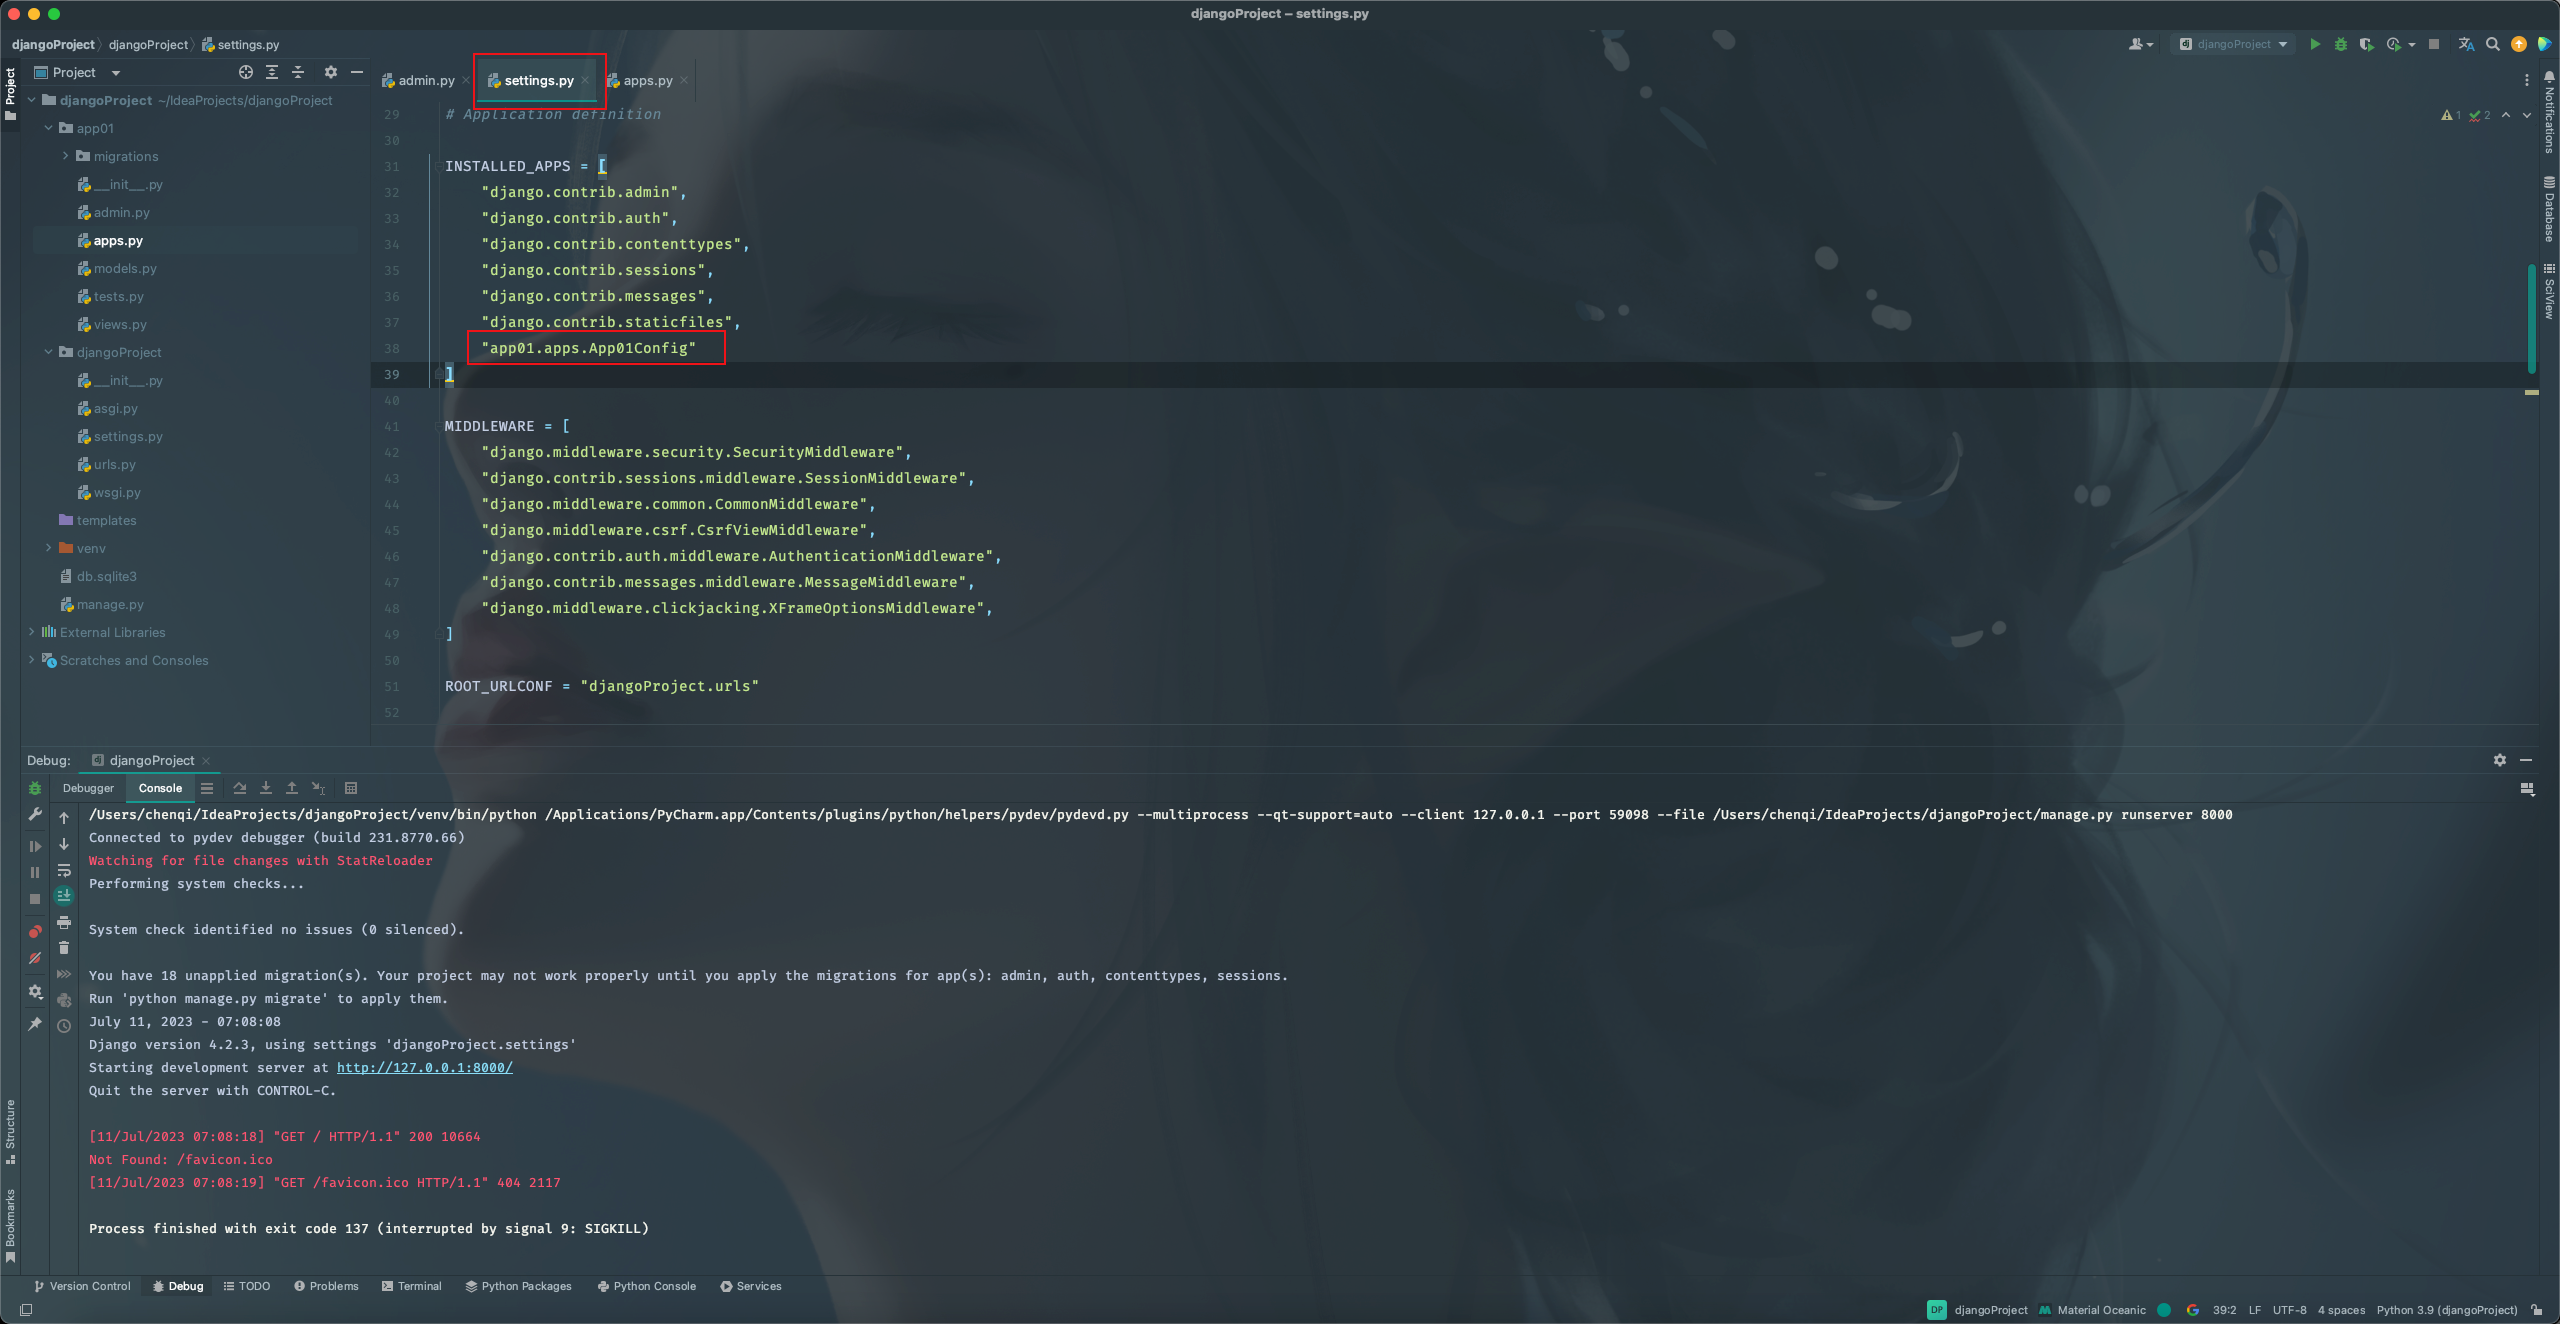 djangoProject – settings.py
djangoProject djangoProject settings.py
djangoProject
Project
admin.py settings.py apps.py
Project
djangoProject ~/IdeaProjects/djangoProject
app01
migrations
__init__.py
admin.py
apps.py
models.py
tests.py
views.py
djangoProject
__init__.py
asgi.py
settings.py
urls.py
wsgi.py
templates
venv
db.sqlite3
manage.py
External Libraries
Scratches and Consoles
29 # Application definition
30
31 INSTALLED_APPS = [
32 "django.contrib.admin",
33 "django.contrib.auth",
34 "django.contrib.contenttypes",
35 "django.contrib.sessions",
36 "django.contrib.messages",
37 "django.contrib.staticfiles",
38 "app01.apps.App01Config"
39 ]
40
41 MIDDLEWARE = [
42 "django.middleware.security.SecurityMiddleware",
43 "django.contrib.sessions.middleware.SessionMiddleware",
44 "django.middleware.common.CommonMiddleware",
45 "django.middleware.csrf.CsrfViewMiddleware",
46 "django.contrib.auth.middleware.AuthenticationMiddleware",
47 "django.contrib.messages.middleware.MessageMiddleware",
48 "django.middleware.clickjacking.XFrameOptionsMiddleware",
49 ]
50
51 ROOT_URLCONF = "djangoProject.urls"
52
1 2
Notifications
Database
SciView
Debug: djangoProject
Debugger Console
/Users/chenqi/IdeaProjects/djangoProject/venv/bin/python /Applications/PyCharm.app/Contents/plugins/python/helpers/pydev/pydevd.py --multiprocess --qt-support=auto --client 127.0.0.1 --port 59098 --file /Users/chenqi/IdeaProjects/djangoProject/manage.py runserver 8000
Connected to pydev debugger (build 231.8770.66)
Watching for file changes with StatReloader
Performing system checks...
System check identified no issues (0 silenced).
You have 18 unapplied migration(s). Your project may not work properly until you apply the migrations for app(s): admin, auth, contenttypes, sessions.
Run 'python manage.py migrate' to apply them.
July 11, 2023 - 07:08:08
Django version 4.2.3, using settings 'djangoProject.settings'
Starting development server at http://127.0.0.1:8000/
Quit the server with CONTROL-C.
[11/Jul/2023 07:08:18] "GET / HTTP/1.1" 200 10664
Not Found: /favicon.ico
[11/Jul/2023 07:08:19] "GET /favicon.ico HTTP/1.1" 404 2117
Process finished with exit code 137 (interrupted by signal 9: SIGKILL)
Structure
Bookmarks
Version Control Debug TODO Problems Terminal Python Packages Python Console Services
DP djangoProject Material Oceanic 39:2 LF UTF-8 4 spaces Python 3.9 (djangoProject)